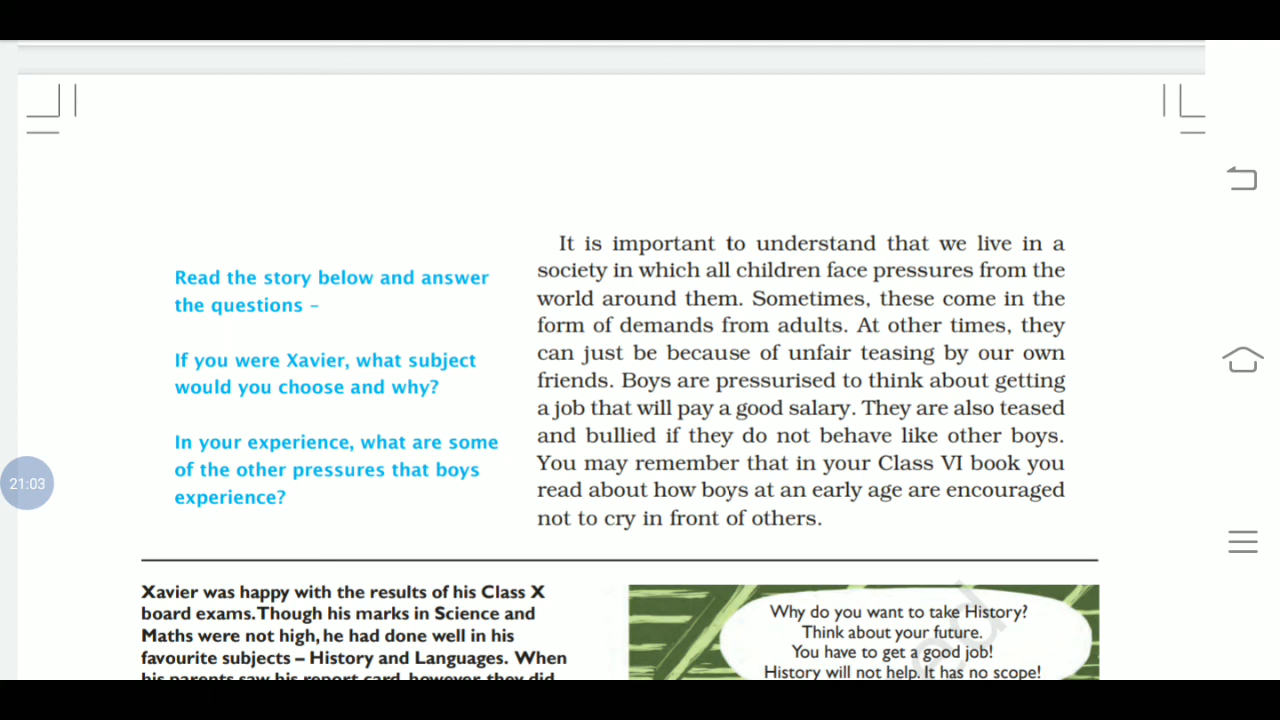 Read the story below and answer
the questions –
If you were Xavier, what subject
would you choose and why?
In your experience, what are some
of the other pressures that boys
experience?
It is important to understand that we live in a
society in which all children face pressures from the
world around them. Sometimes, these come in the
form of demands from adults. At other times, they
can just be because of unfair teasing by our own
friends. Boys are pressurised to think about getting
a job that will pay a good salary. They are also teased
and bullied if they do not behave like other boys.
You may remember that in your Class VI book you
read about how boys at an early age are encouraged
not to cry in front of others.
21:03
Xavier was happy with the results of his Class X
board exams. Though his marks in Science and
Maths were not high, he had done well in his
favourite subjects – History and Languages. When
his parents saw his report card, however, they did
Why do you want to take History?
Think about your future.
You have to get a good job!
History will not help. It has no scope!